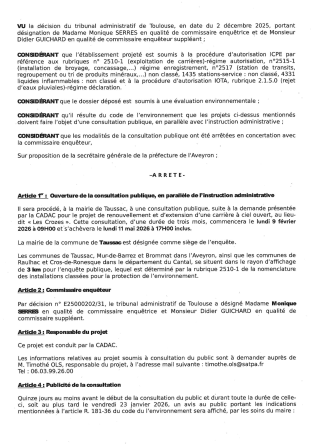 VU la décision du tribunal administratif de Toulouse, en date du 2 décembre 2025, portant
désignation de Madame Monique SERRES en qualité de commissaire enquêteur et de Monsieur
Didier GUICHARD en qualité de commissaire enquêteur suppléant ;
CONSIDÉRANT que l'établissement projeté est soumis à la procédure d'autorisation ICPE par
référence aux rubriques n° 2510-1 (exploitation de carrières)-régime autorisation, n°2515-1
(installation de broyage, concassage,...) régime enregistrement, n°2517 (station de transits,
regroupement ou tri de produits minéraux,...) non classé, 1435 stations-service : non classé, 4331
liquides inflammables : non classé et à la procédure d'autorisation IOTA, rubrique 2.1.5.0 (rejet
d'eaux pluviales)-régime déclaration.
CONSIDÉRANT que le dossier déposé est soumis à une évaluation environnementale ;
CONSIDÉRANT qu'il résulte du code de l'environnement que les projets ci-dessus mentionnés
doivent faire l'objet d'une consultation publique, en parallèle avec l'instruction administrative ;
CONSIDÉRANT que les modalités de la consultation publique ont été arrêtées en concertation avec
la commissaire enquêteur,
Sur proposition de la secrétaire générale de la préfecture de l'Aveyron ;
-ARRETE-
Article 1er : Ouverture de la consultation publique, en parallèle de l'instruction administrative
Il sera procédé, à la mairie de Taussac, à une consultation publique, suite à la demande présentée
par la CADAC pour le projet de renouvellement et d'extension d'une carrière à ciel ouvert, au lieu-
dit « Les Crozes ». Cette consultation, d'une durée de trois mois, commencera le lundi 9 février
2026 à 09H00 et s'achèvera le lundi 11 mai 2026 à 17H00 inclus.
La mairie de la commune de Taussac est désignée comme siège de l'enquête.
Les communes de Taussac, Mur-de-Barrez et Brommat dans l'Aveyron, ainsi que les communes de
Raulhac et Cros-de-Ronesque dans le département du Cantal, se situent dans le rayon d'affichage
de 3 km pour l'enquête publique, lequel est déterminé par la rubrique 2510-1 de la nomenclature
des installations classées pour la protection de l'environnement.
Article 2 : Commissaire enquêteur
Par décision n° E25000202/31, le tribunal administratif de Toulouse a désigné Madame Monique
SERRES en qualité de commissaire enquêteur et Monsieur Didier GUICHARD en qualité de
commissaire suppléant.
Article 3 : Responsable du projet
Ce projet est conduit par la CADAC.
Les informations relatives au projet soumis à consultation du public sont à demander auprès de
M. Timothé OLS, responsable du projet, à l'adresse mail suivante : timothe.ols@sartpa.fr
Tel : 06.03.99.26.00
Article 4 : Publicité de la consultation
Quinze jours au moins avant le début de la consultation du public et durant toute la durée de celle-
ci, soit au plus tard le vendredi 23 janvier 2026, un avis au public portant les indications
mentionnées à l'article R. 181-36 du code du l'environnement sera affiché, par les soins du maire :